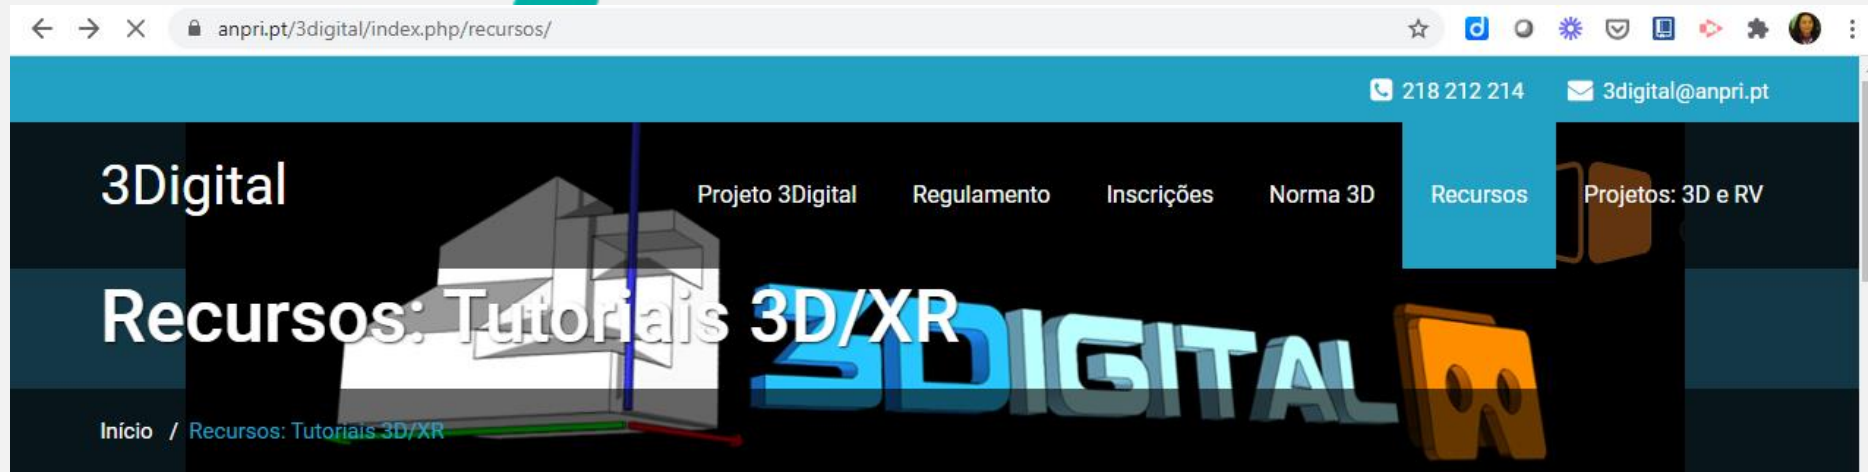 anpri.pt/3digital/index.php/recursos/
218 212 214 3digital@anpri.pt
3Digital Projeto 3Digital Regulamento Inscrições Norma 3D Recursos Projetos: 3D e RV
Recursos: Tutoriais 3D/XR
3DIGITAL
Início / Recursos: Tutoriais 3D/XR